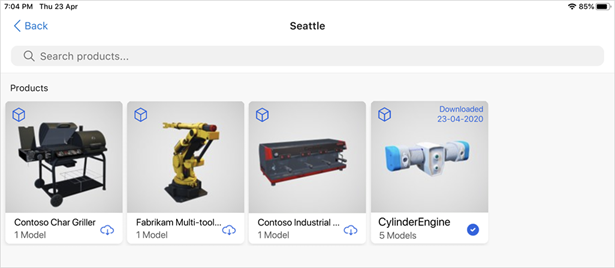 7:04 PM Thu 23 Apr 85%
Back Seattle
Search products...
Products
Downloaded
23-04-2020
Contoso Char Griller Fabrikam Multi-tool... Contoso Industrial ... CylinderEngine
1 Model 1 Model 1 Model 5 Models